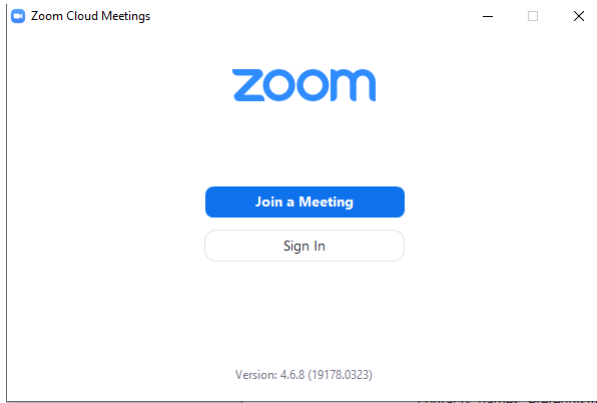 Zoom Cloud Meetings
zoom
Join a Meeting
Sign In
Version: 4.6.8 (19178.0323)